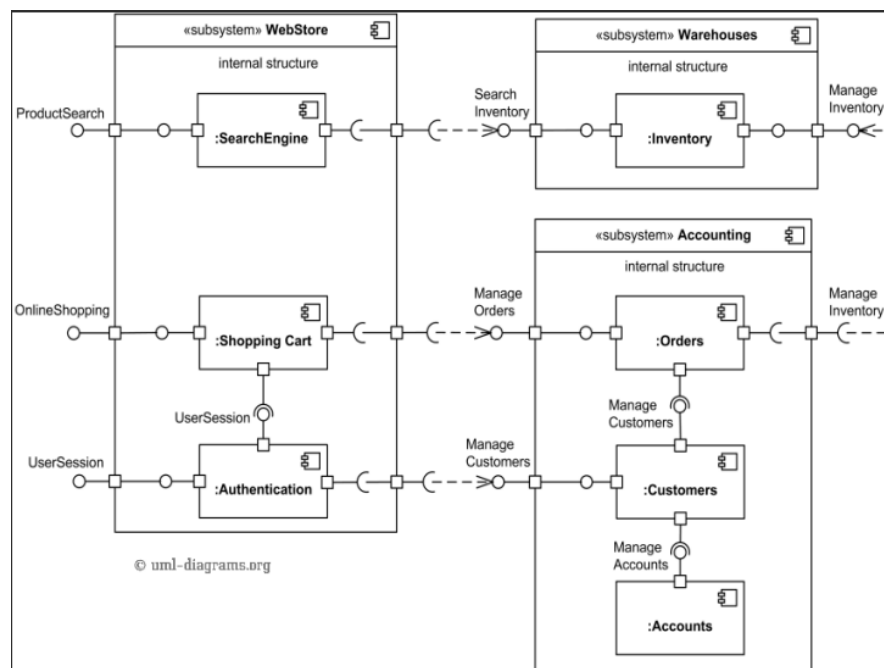 «subsystem» WebStore
internal structure
ProductSearch
:SearchEngine
Search
Inventory
«subsystem» Warehouses
internal structure
:Inventory
Manage
Inventory
OnlineShopping
:Shopping Cart
UserSession
UserSession
:Authentication
Manage
Orders
Manage
Customers
«subsystem» Accounting
internal structure
:Orders
Manage
Inventory
Manage
Customers
:Customers
Manage
Accounts
:Accounts
© uml-diagrams.org